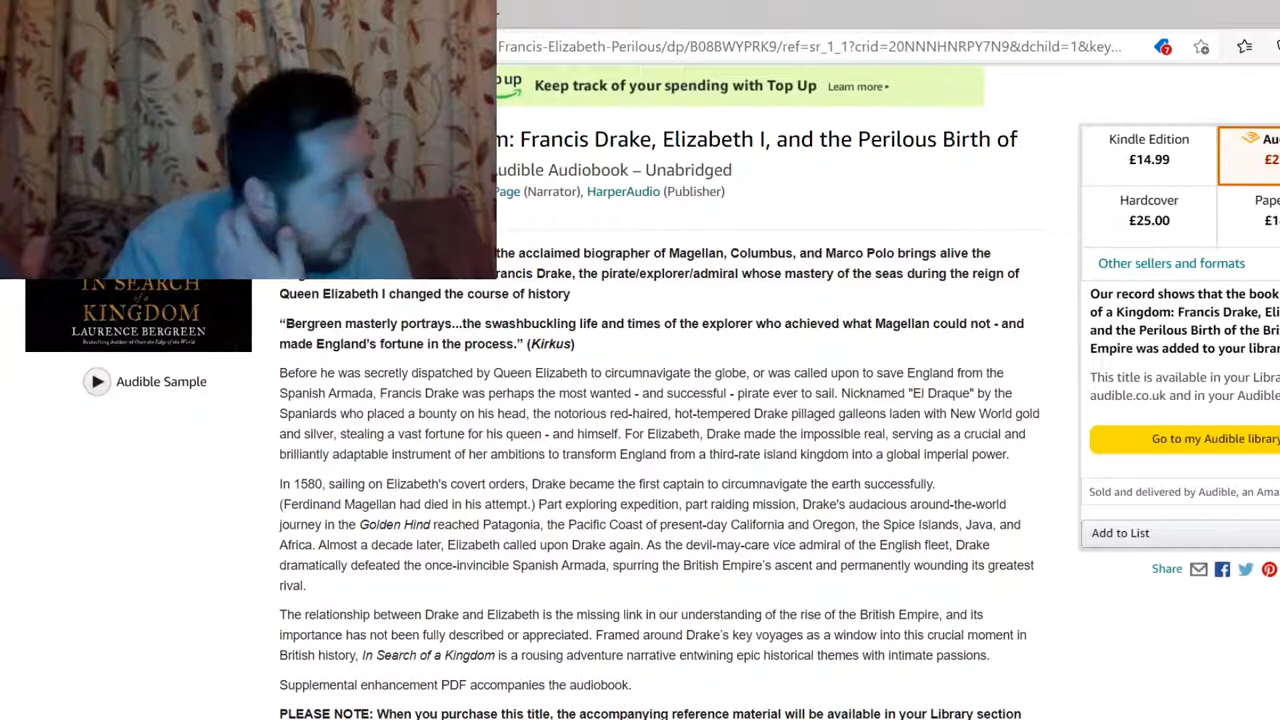 Francis-Elizabeth-Perilous/dp/B08BWYPRK9/ref=sr_1_1?crid=20NNNHNRPY7N9&dchild=1&key...
7
up
Keep track of your spending with Top Up Learn more
m: Francis Drake, Elizabeth I, and the Perilous Birth of
udible Audiobook – Unabridged
Page (Narrator), HarperAudio (Publisher)
the acclaimed biographer of Magellan, Columbus, and Marco Polo brings alive the
rancis Drake, the pirate/explorer/admiral whose mastery of the seas during the reign of
Queen Elizabeth I changed the course of history
“Bergreen masterly portrays...the swashbuckling life and times of the explorer who achieved what Magellan could not - and
made England’s fortune in the process.” (Kirkus)
Before he was secretly dispatched by Queen Elizabeth to circumnavigate the globe, or was called upon to save England from the
Spanish Armada, Francis Drake was perhaps the most wanted - and successful - pirate ever to sail. Nicknamed "El Draque" by the
Spaniards who placed a bounty on his head, the notorious red-haired, hot-tempered Drake pillaged galleons laden with New World gold
and silver, stealing a vast fortune for his queen - and himself. For Elizabeth, Drake made the impossible real, serving as a crucial and
brilliantly adaptable instrument of her ambitions to transform England from a third-rate island kingdom into a global imperial power.
In 1580, sailing on Elizabeth's covert orders, Drake became the first captain to circumnavigate the earth successfully.
(Ferdinand Magellan had died in his attempt.) Part exploring expedition, part raiding mission, Drake's audacious around-the-world
journey in the Golden Hind reached Patagonia, the Pacific Coast of present-day California and Oregon, the Spice Islands, Java, and
Africa. Almost a decade later, Elizabeth called upon Drake again. As the devil-may-care vice admiral of the English fleet, Drake
dramatically defeated the once-invincible Spanish Armada, spurring the British Empire’s ascent and permanently wounding its greatest
rival.
The relationship between Drake and Elizabeth is the missing link in our understanding of the rise of the British Empire, and its
importance has not been fully described or appreciated. Framed around Drake’s key voyages as a window into this crucial moment in
British history, In Search of a Kingdom is a rousing adventure narrative entwining epic historical themes with intimate passions.
Supplemental enhancement PDF accompanies the audiobook.
PLEASE NOTE: When you purchase this title, the accompanying reference material will be available in your Library section
IN SEARCH
of a
KINGDOM
LAURENCE BERGREEN
Bestselling Author of Over the Edge of the World
Audible Sample
Kindle Edition
£14.99
Au
£2
Hardcover
£25.00
Pape
£1
Other sellers and formats
Our record shows that the book
of a Kingdom: Francis Drake, Eli
and the Perilous Birth of the Bri
Empire was added to your librar
This title is available in your Libra
audible.co.uk and in your Audible
Go to my Audible library
Sold and delivered by Audible, an Ama
Add to List
Share